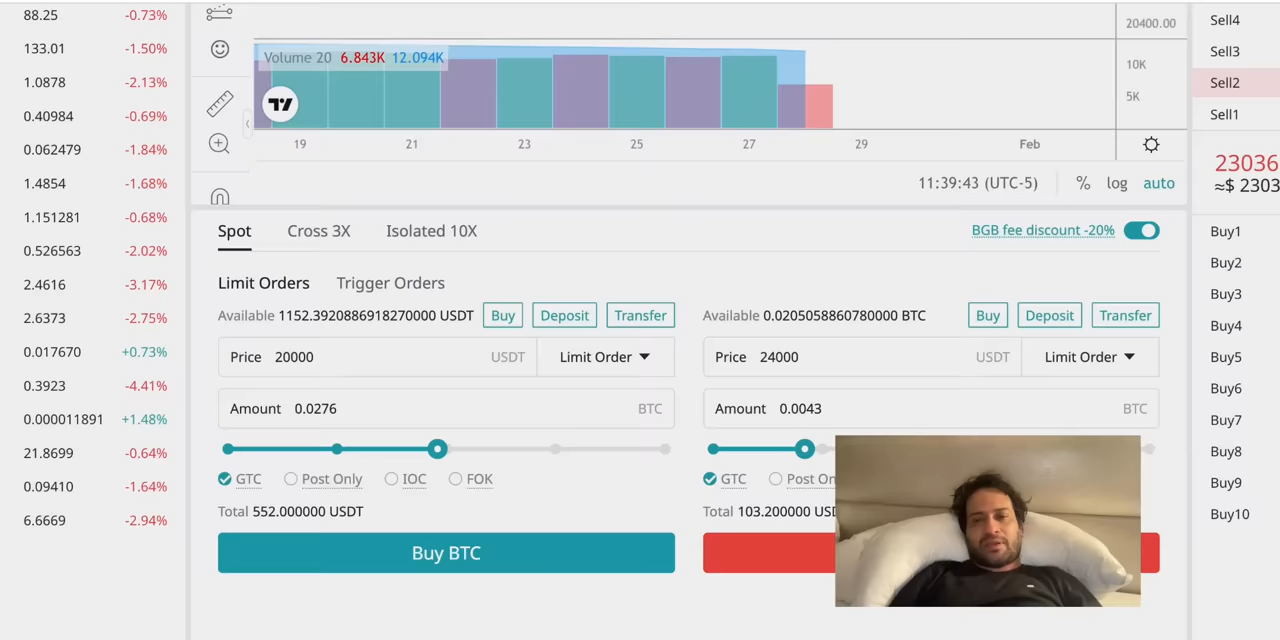 88.25 -0.73%
133.01 -1.50%
1.0878 -2.13%
0.40984 -0.69%
0.062479 -1.84%
1.4854 -1.68%
1.151281 -0.68%
0.526563 -2.02%
2.4616 -3.17%
2.6373 -2.75%
0.017670 +0.73%
0.3923 -4.41%
0.000011891 +1.48%
21.8699 -0.64%
0.09410 -1.64%
6.6669 -2.94%
20400.00
Volume 20 6.843K 12.094K
10K
5K
19 21 23 25 27 29 Feb
11:39:43 (UTC-5) % log auto
Spot Cross 3X Isolated 10X BGB fee discount -20%
Limit Orders Trigger Orders
Available 1152.3920886918270000 USDT Buy Deposit Transfer
Price 20000 USDT Limit Order
Amount 0.0276 BTC
GTC Post Only IOC FOK
Total 552.000000 USDT
Buy BTC
Available 0.0205058860780000 BTC Buy Deposit Transfer
Price 24000 USDT Limit Order
Amount 0.0043 BTC
GTC Post On
Total 103.200000 USD
Sell4
Sell3
Sell2
Sell1
23036
≈$ 2303
Buy1
Buy2
Buy3
Buy4
Buy5
Buy6
Buy7
Buy8
Buy9
Buy10